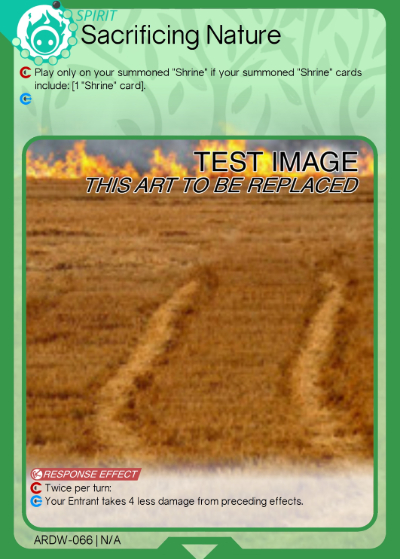 SPIRIT
Sacrificing Nature
Play only on your summoned "Shrine" if your summoned "Shrine" cards
include: [1 "Shrine" card].
TEST IMAGE
THIS ART TO BE REPLACED
RESPONSE EFFECT
Twice per turn:
Your Entrant takes 4 less damage from preceding effects.
ARDW-066 | N/A